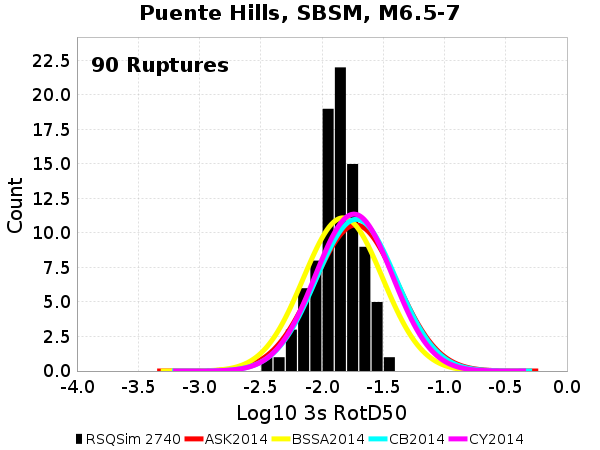 Puente Hills, SBSM, M6.5-7
90 Ruptures
Count
22.5
20.0
17.5
15.0
12.5
10.0
7.5
5.0
2.5
0.0
-4.0 -3.5 -3.0 -2.5 -2.0 -1.5 -1.0 -0.5 0.0
Log10 3s RotD50
RSQSim 2740 ASK2014 BSSA2014 CB2014 CY2014